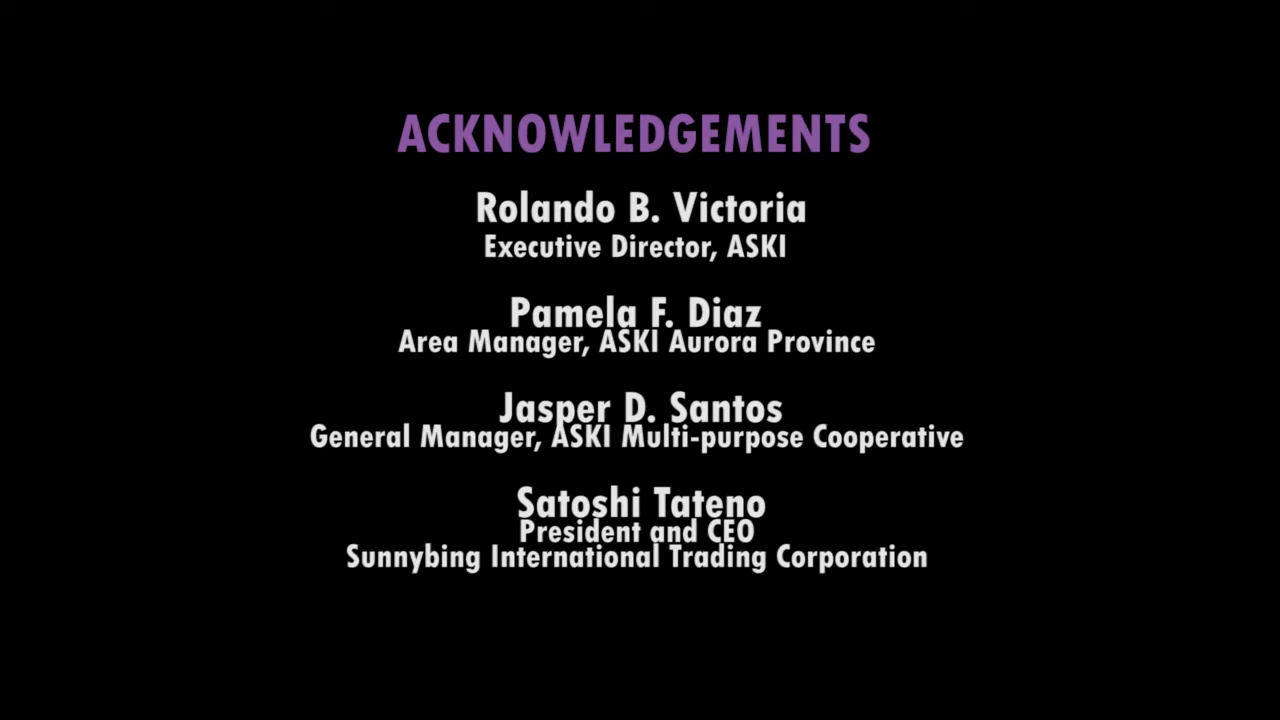 ACKNOWLEDGEMENTS
Rolando B. Victoria
Executive Director, ASKI
Pamela F. Diaz
Area Manager, ASKI Aurora Province
Jasper D. Santos
General Manager, ASKI Multi-purpose Cooperative
Satoshi Tateno
President and CEO
Sunnybing International Trading Corporation